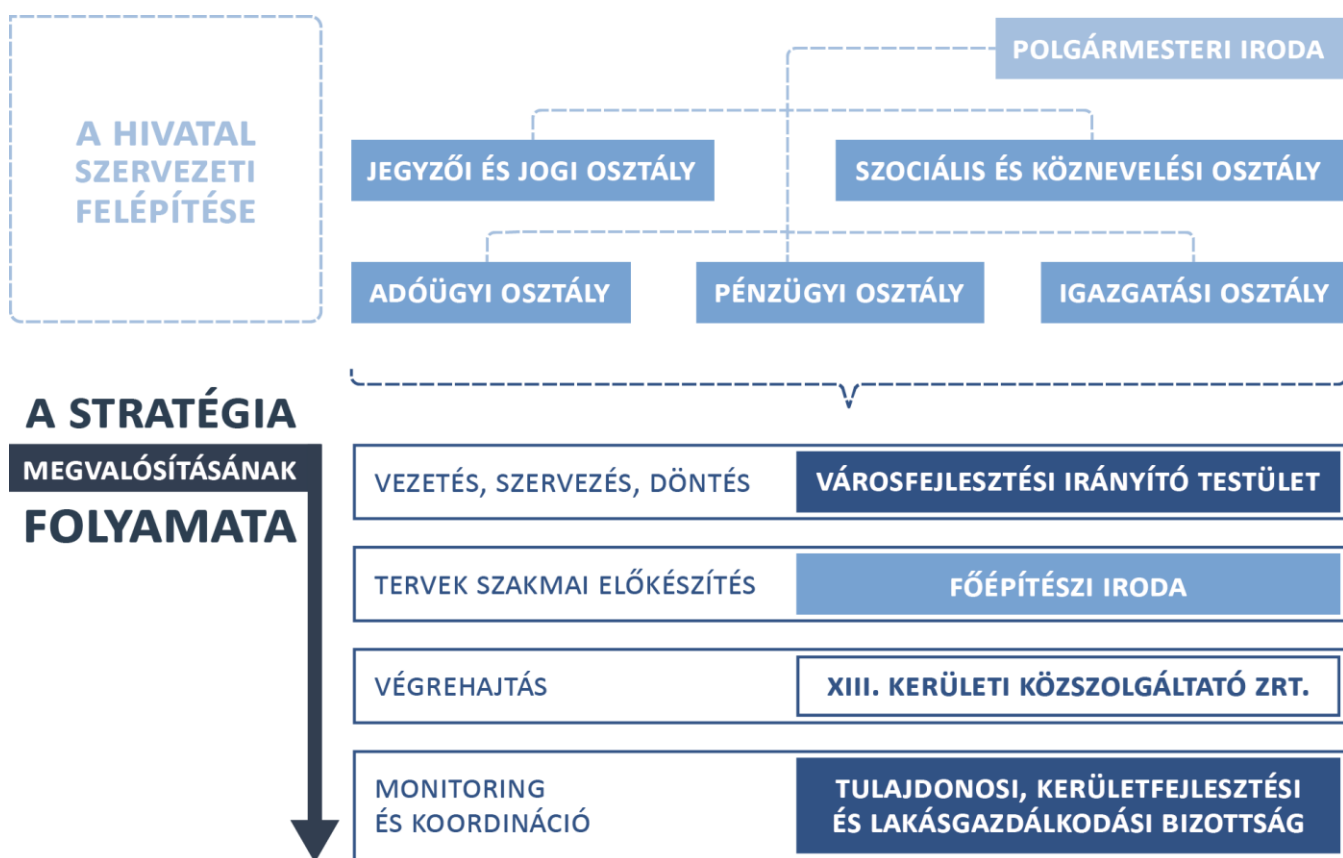 A HIVATAL
SZERVEZETI
FELÉPÍTÉSE
POLGÁRMESTERI IRODA
JEGYZŐI ÉS JOGI OSZTÁLY
SZOCIÁLIS ÉS KÖZNEVELÉSI OSZTÁLY
ADÓÜGYI OSZTÁLY
PÉNZÜGYI OSZTÁLY
IGAZGATÁSI OSZTÁLY
A STRATÉGIA
MEGVALÓSÍTÁSÁNAK
FOLYAMATA
VEZETÉS, SZERVEZÉS, DÖNTÉS
VÁROSFEJLESZTÉSI IRÁNYÍTÓ TESTÜLET
TERVEK SZAKMAI ELŐKÉSZÍTÉS
FŐÉPÍTÉSZI IRODA
VÉGREHAJTÁS
XIII. KERÜLETI KÖZSZOLGÁLTATÓ ZRT.
MONITORING
ÉS KOORDINÁCIÓ
TULAJDONOSI, KERÜLETFEJLESZTÉSI
ÉS LAKÁSGAZDÁLKODÁSI BIZOTTSÁG